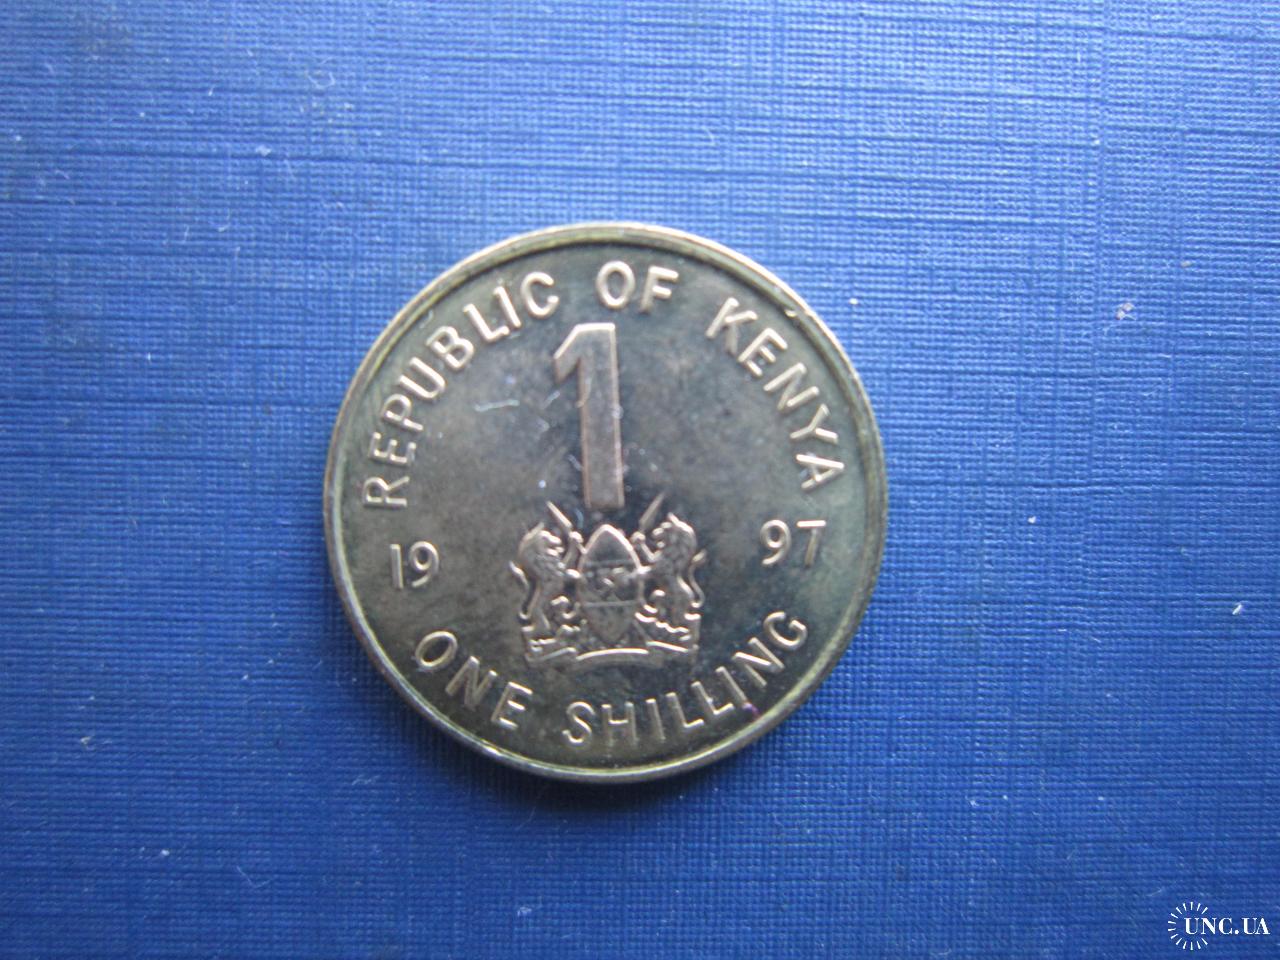 REPUBLIC OF KENYA
1
19 97
ONE SHILLING
UNC.UA